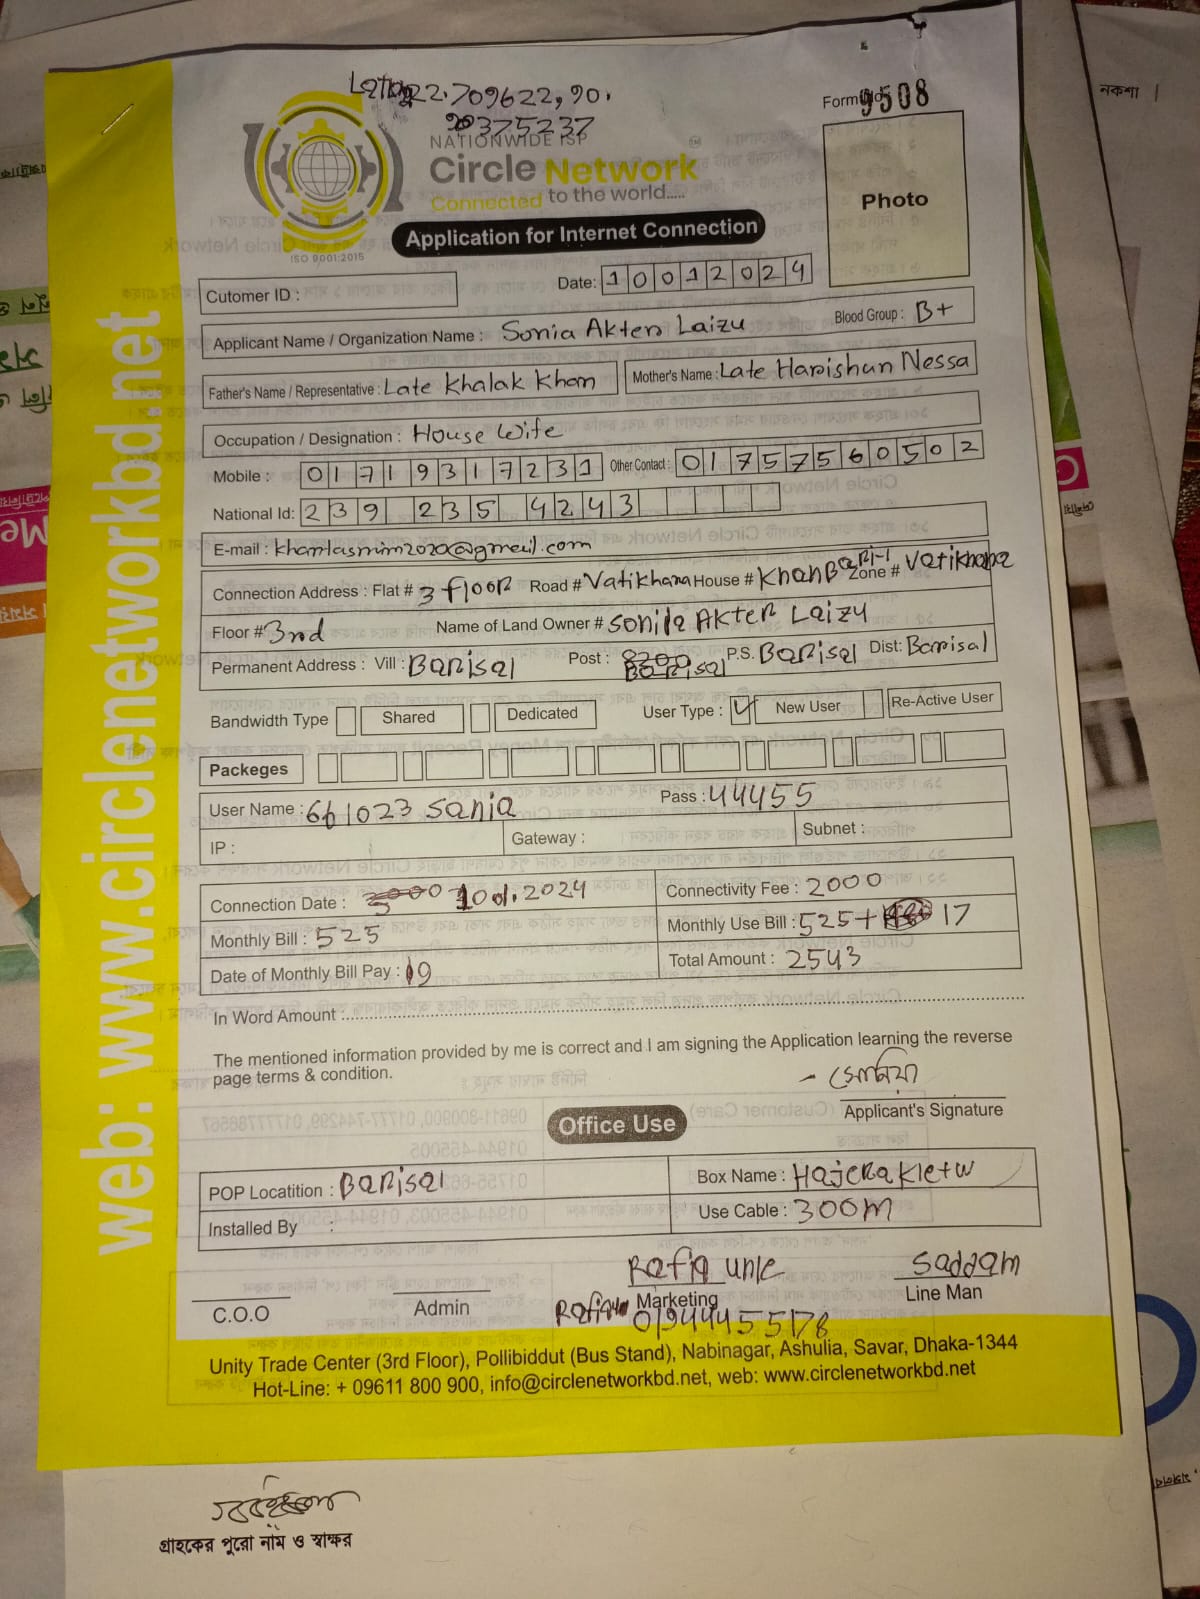 22.709622, 90.
375237
Form No 9508
NATIONWIDE ISP
Circle Network
Connected to the world.....
ISO 9001:2015
Photo
Application for Internet Connection
Cutomer ID :
Date: 10012024
Applicant Name / Organization Name : Sonia Akter Laizu
Blood Group : B+
Father's Name / Representative : Late Khalak Khan
Mother's Name : Late Harishun Nessa
Occupation / Designation : House Wife
Mobile : 01719317231 Other Contact : 01757560502
National Id: 239 235 4243
E-mail : @gmail.com
Connection Address : Flat # 3 floor Road # Vatikhana House # Khan Bari-1 Zone # Vatikhana
Floor # 3rd Name of Land Owner # Sonila Akter Laizu
Permanent Address : Vill : Barisal Post : P.S. Barisal Dist: Barisal
Bandwidth Type Shared Dedicated User Type : New User Re-Active User
Packeges
User Name : 661023 Sania Pass : 44455
IP : Gateway : Subnet :
Connection Date : 10 01.2024 Connectivity Fee : 2000
Monthly Bill : 525 Monthly Use Bill : 525+ 17
Date of Monthly Bill Pay : 19 Total Amount : 2543
In Word Amount :
The mentioned information provided by me is correct and I am signing the Application learning the reverse
page terms & condition.
সোনিয়া
Applicant's Signature
Office Use
POP Locatition : Barisal Box Name :
Installed By : Use Cable : 300M
Rafiq Saddam
C.O.O Admin Marketing Line Man
01944455178
Unity Trade Center (3rd Floor), Pollibiddut (Bus Stand), Nabinagar, Ashulia, Savar, Dhaka-1344
Hot-Line: + 09611 800 900, info@circlenetworkbd.net, web: www.circlenetworkbd.net
web: www.circlenetworkbd.net
গ্রাহকের পুরো নাম ও স্বাক্ষর
নকশা ।